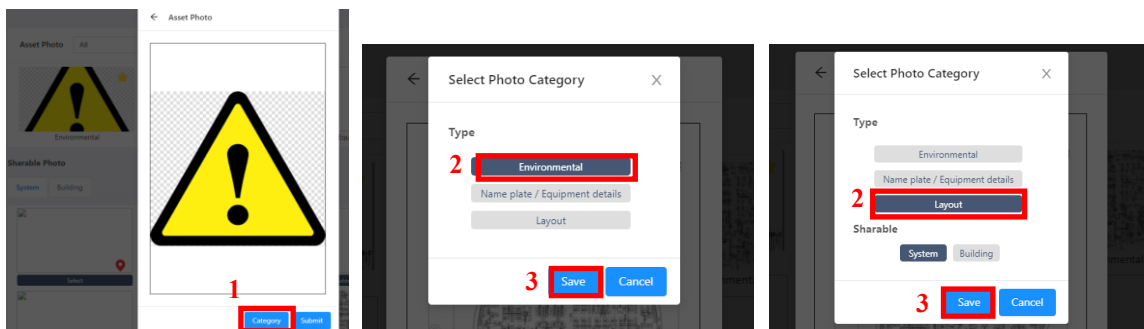 ← Asset Photo
Asset Photo All
Environmental
Sharable Photo
System Building
Select
1
Category Submit
Select Photo Category X
Type
2 Environmental
Name plate / Equipment details
Layout
3 Save Cancel
Select Photo Category X
Type
Environmental
Name plate / Equipment details
2 Layout
Sharable
System Building
3 Save Cancel